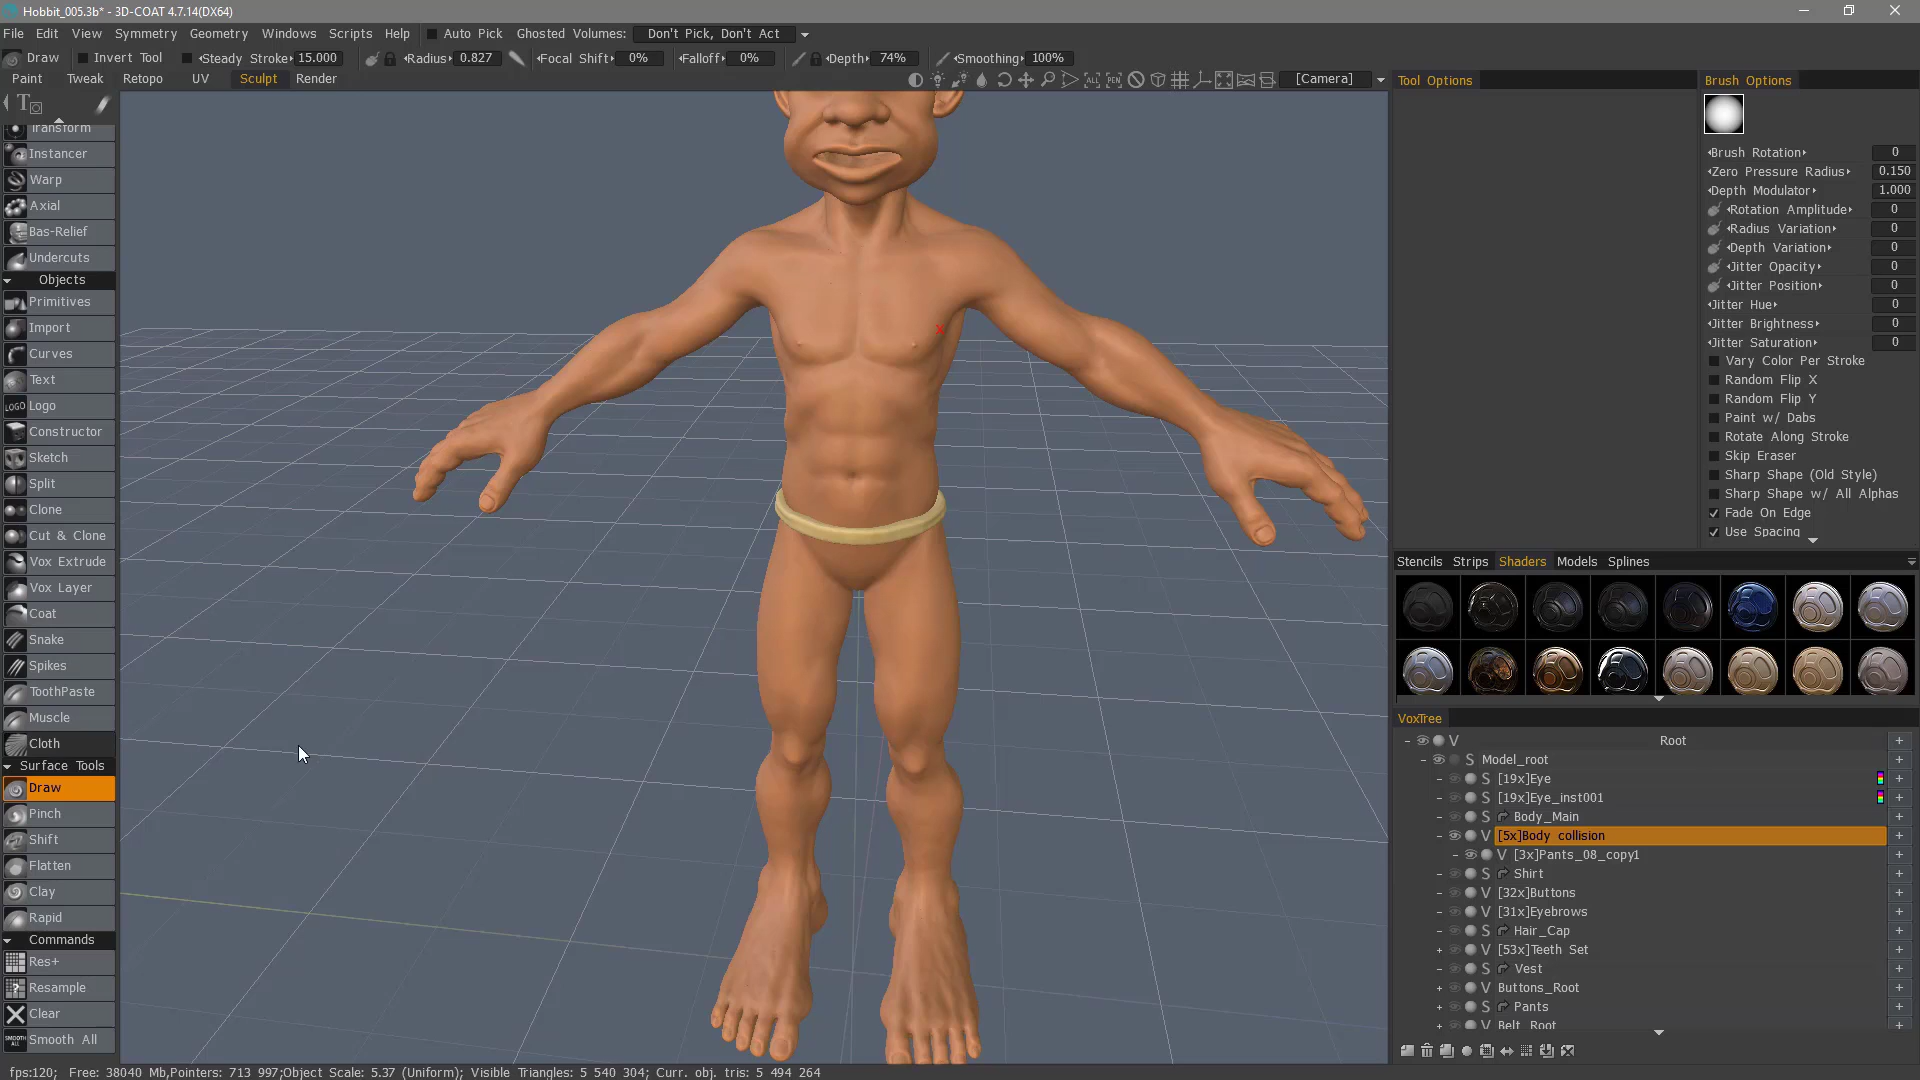 Hobbit_005.3b* - 3D-COAT 4.7.14(DX64)
File Edit View Symmetry Geometry Windows Scripts Help Auto Pick Ghosted Volumes: Don't Pick, Don't Act
Draw Invert Tool Steady Stroke 15.000 Radius 0.827 Focal Shift 0% Falloff 0% Depth 74% Smoothing 100%
Paint Tweak Retopo UV Sculpt Render ALL PEN [Camera]
Tool Options
Brush Options
Transform
Instancer
Warp
Axial
Bas-Relief
Undercuts
Objects
Primitives
Import
Curves
Text
LOGO Logo
Constructor
Sketch
Split
Clone
Cut & Clone
Vox Extrude
Vox Layer
Coat
Snake
Spikes
ToothPaste
Muscle
Cloth
Surface Tools
Draw
Pinch
Shift
Flatten
Clay
Rapid
Commands
Res+
Resample
Clear
SMOOTH ALL Smooth All
x
Brush Rotation 0
Zero Pressure Radius 0.150
Depth Modulator 1.000
Rotation Amplitude 0
Radius Variation 0
Depth Variation 0
Jitter Opacity 0
Jitter Position 0
Jitter Hue 0
Jitter Brightness 0
Jitter Saturation 0
Vary Color Per Stroke
Random Flip X
Random Flip Y
Paint w/ Dabs
Rotate Along Stroke
Skip Eraser
Sharp Shape (Old Style)
Sharp Shape w/ All Alphas
Fade On Edge
Use Spacing
Stencils Strips Shaders Models Splines
VoxTree
- V Root +
- S Model_root +
- S [19x]Eye +
- S [19x]Eye_inst001 +
- S Body_Main +
- V [5x]Body collision +
- V [3x]Pants_08_copy1 +
- S Shirt +
- V [32x]Buttons +
- V [31x]Eyebrows +
- S Hair_Cap +
+ V [53x]Teeth Set +
- S Vest +
+ V Buttons_Root +
+ S Pants +
+ V Belt_Root +
fps:120; Free: 38040 Mb,Pointers: 713 997;Object Scale: 5.37 (Uniform); Visible Triangles: 5 540 304; Curr. obj. tris: 5 494 264